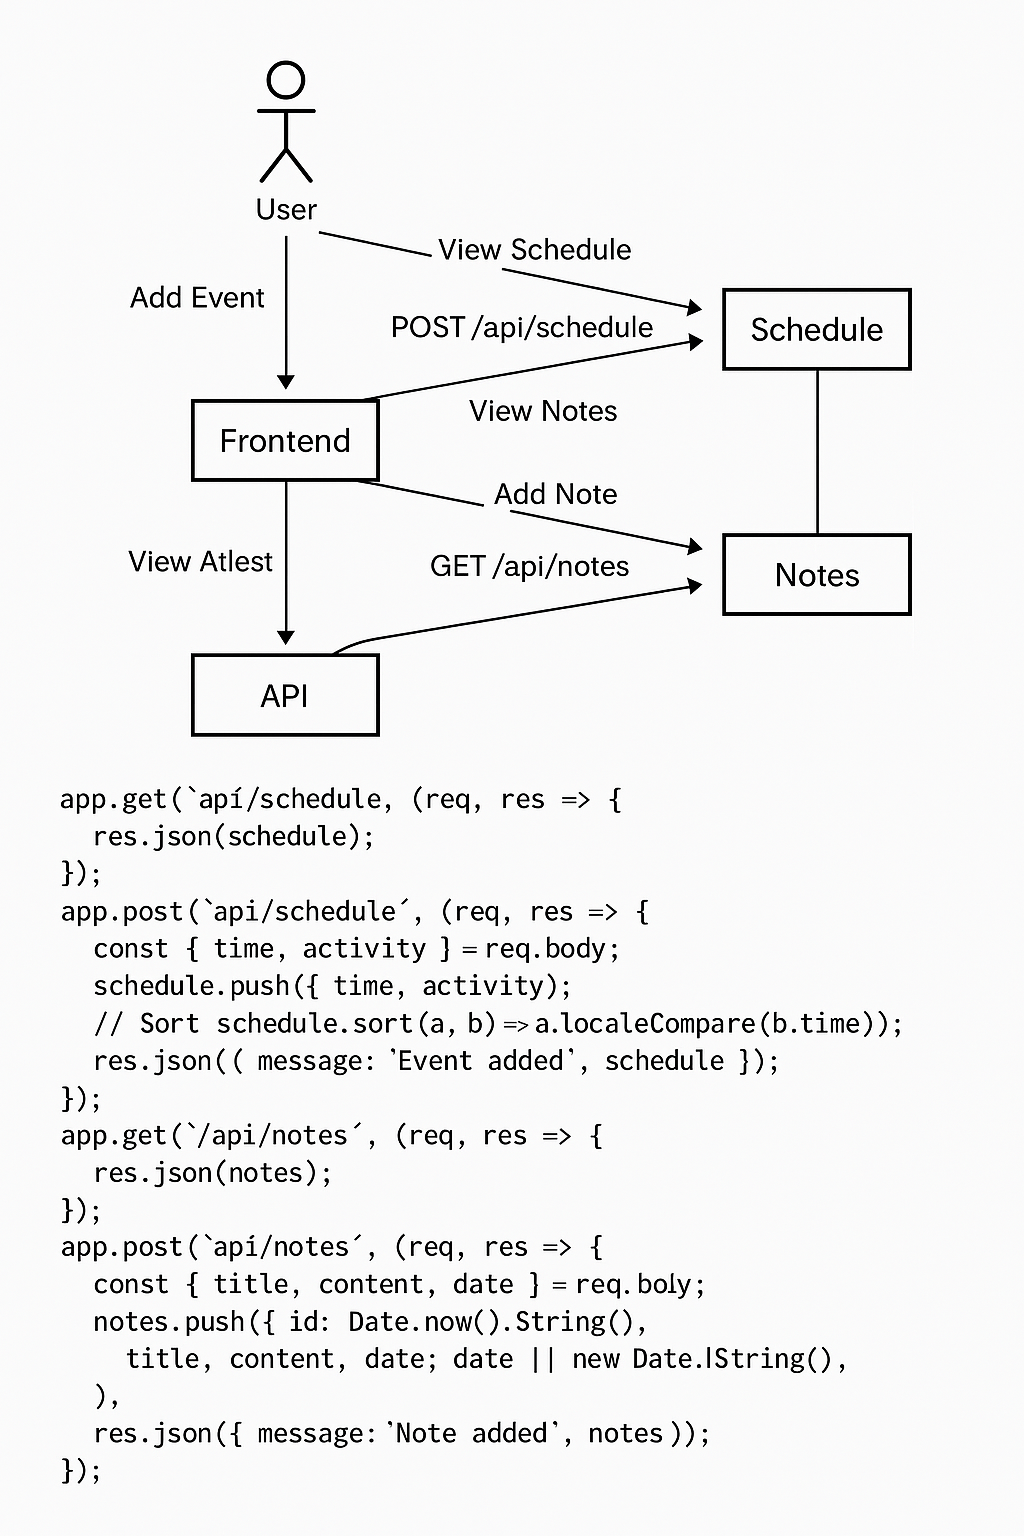 User
View Schedule
Add Event
POST /api/schedule
Schedule
View Notes
Frontend
Add Note
View Atlest
GET /api/notes
Notes
API
app.get(`apí/schedule, (req, res => {
  res.json(schedule);
});
app.post(`api/schedule´, (req, res => {
  const { time, activity } = req.body;
  schedule.push({ time, activity);
  // Sort schedule.sort(a, b) => a.localeCompare(b.time));
  res.json(( message: 'Event added', schedule });
});
app.get(`/api/notes´, (req, res => {
  res.json(notes);
});
app.post(`apí/notes´, (req, res => {
  const { title, content, date } = req.
  notes.push({ id: Date.now().String(),
    title, content, date; date || new Date.lString(),
  ),
  res.json({ message: 'Note added', notes ));
});